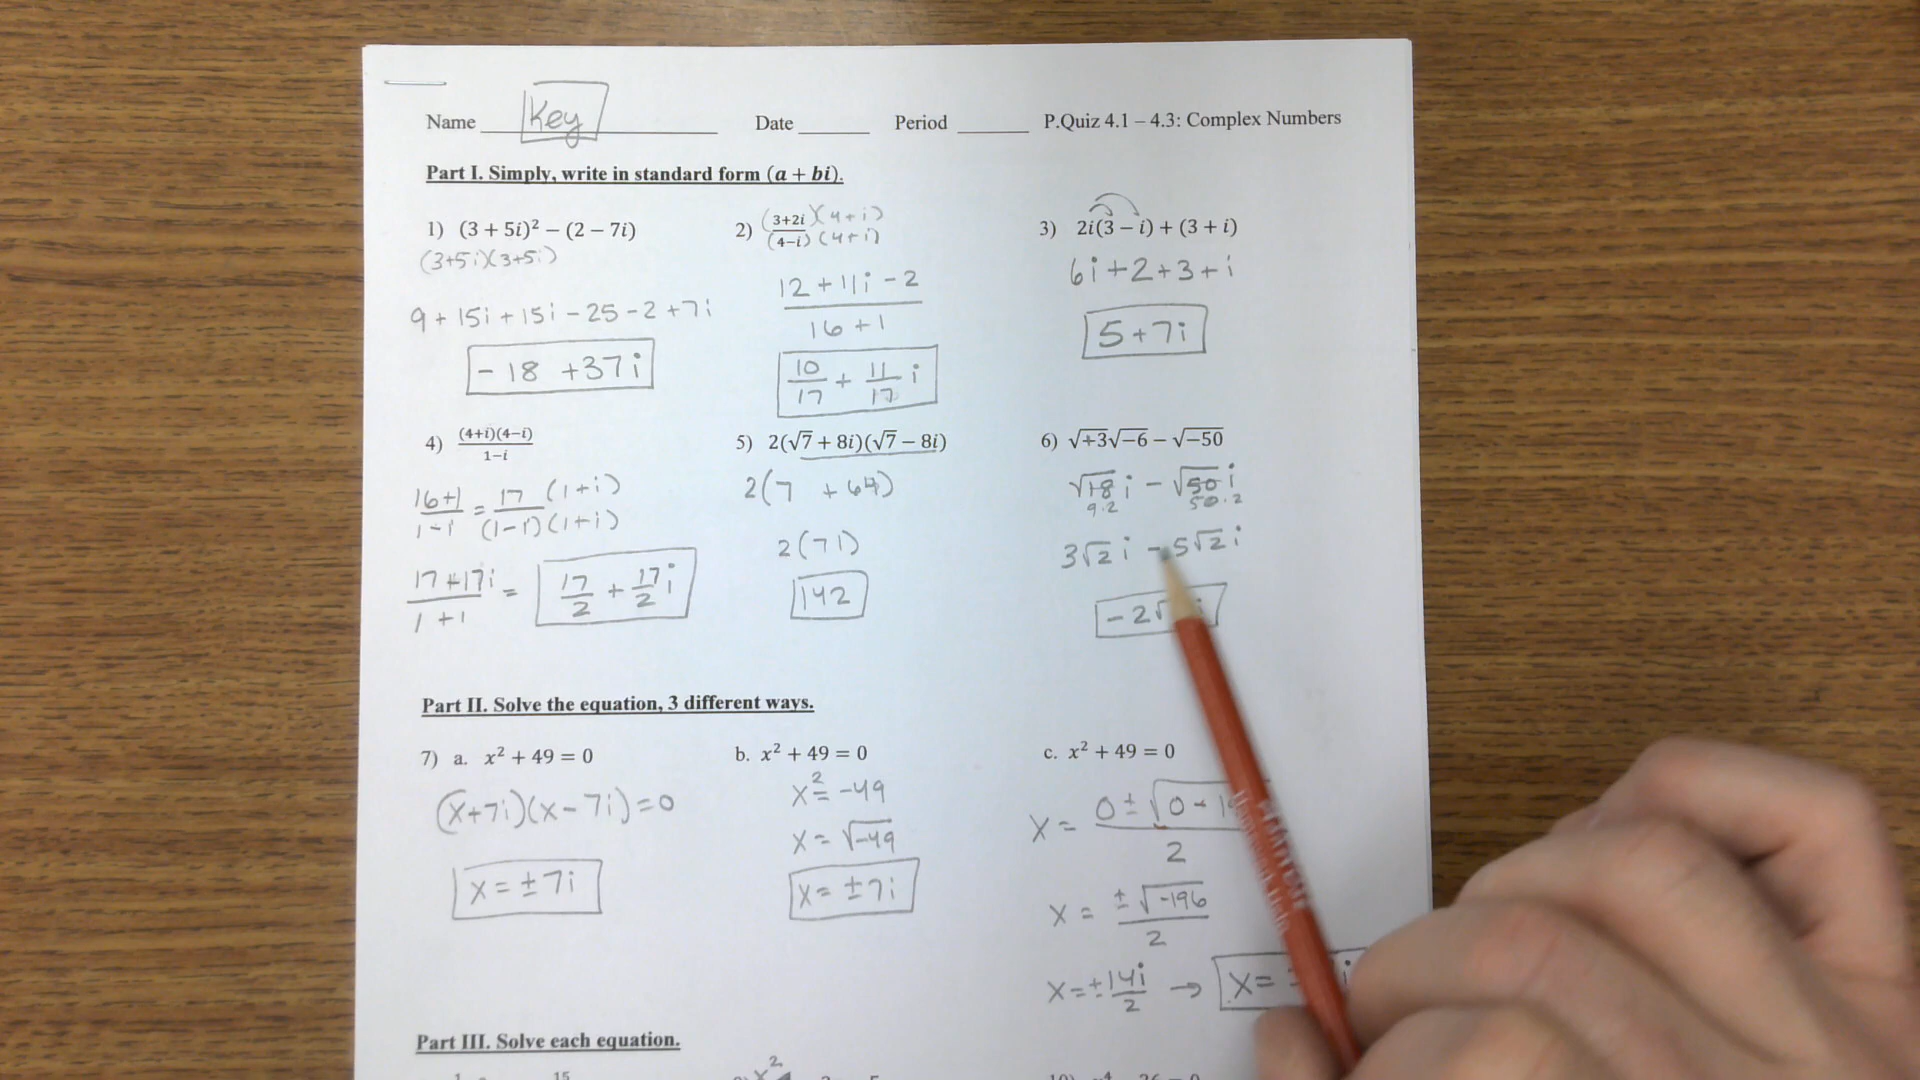 Name Key Date Period P.Quiz 4.1 – 4.3: Complex Numbers
Part I. Simply, write in standard form (a + bi).
1) (3 + 5i)² − (2 − 7i)
(3+5i)(3+5i)
9 + 15i + 15i − 25 − 2 + 7i
− 18 + 37i
2) (3+2i)(4+i)
(4−i)(4+i)
12 + 11i − 2
16 + 1
10/17 + 11/17 i
3) 2i(3 − i) + (3 + i)
6i + 2 + 3 + i
5 + 7i
4) (4+i)(4−i)
1−i
16+1 / 1−i = 17 (1+i) / (1−i)(1+i)
17+17i / 1+1 = 17/2 + 17/2 i
5) 2(√7 + 8i)(√7 − 8i)
2(7 + 64)
2(71)
142
6) √+3√−6 − √−50
√18 i − √50 i
9·2 50·2
3√2 i − 5√2 i
− 2√ i
Part II. Solve the equation, 3 different ways.
7) a. x² + 49 = 0
(x+7i)(x−7i)=0
x = ±7i
b. x² + 49 = 0
x² = −49
x = √−49
x = ±7i
c. x² + 49 = 0
x = 0 ± √0 − 19
2
x = ± √−196
2
x = ± 14i / 2 → x = i
Part III. Solve each equation.
15
x²